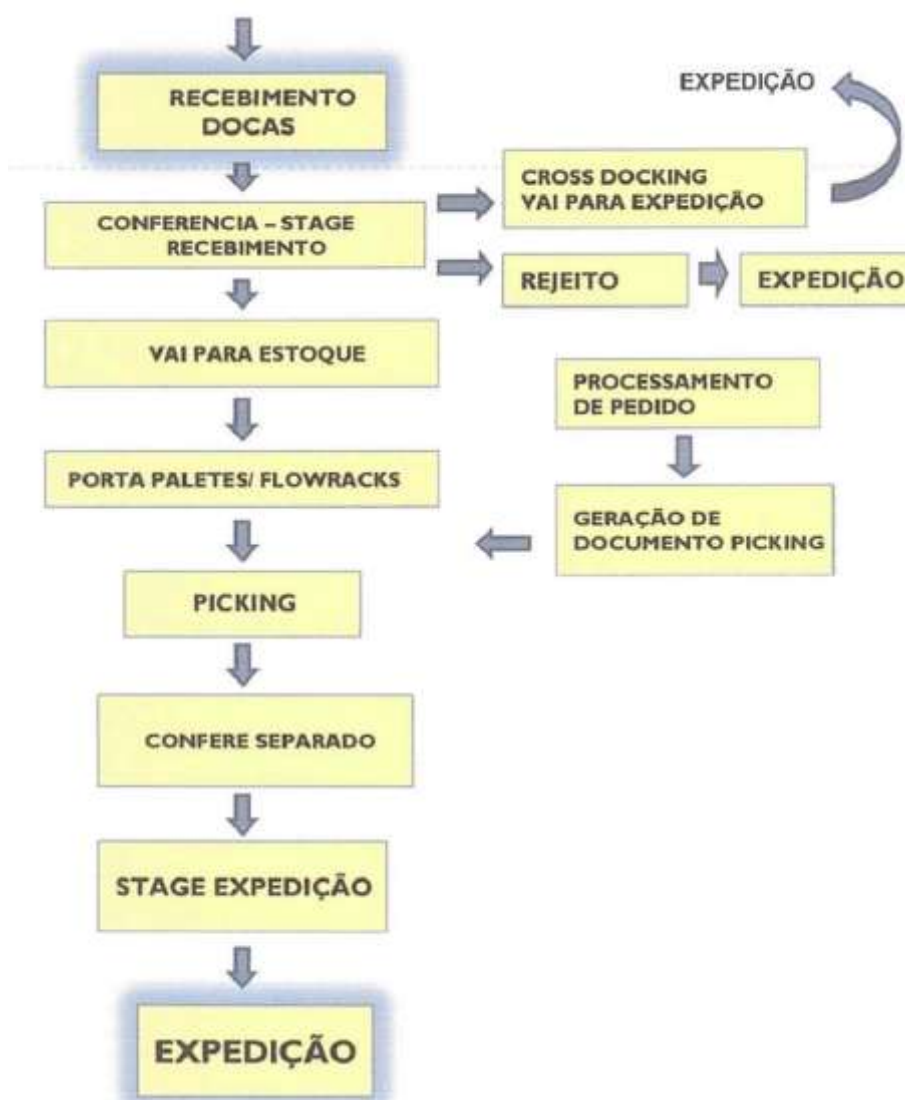 RECEBIMENTO
DOCAS
EXPEDIÇÃO
CROSS DOCKING
VAI PARA EXPEDIÇÃO
CONFERENCIA – STAGE
RECEBIMENTO
REJEITO
EXPEDIÇÃO
VAI PARA ESTOQUE
PROCESSAMENTO
DE PEDIDO
PORTA PALETES/ FLOWRACKS
GERAÇÃO DE
DOCUMENTO PICKING
PICKING
CONFERE SEPARADO
STAGE EXPEDIÇÃO
EXPEDIÇÃO